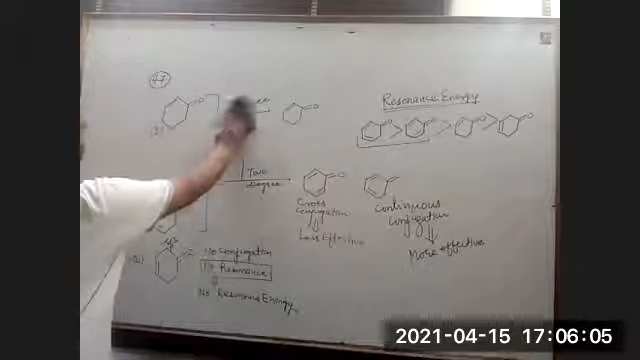 47
Resonance Energy
> > >
Two
Degree
Cross
Conjugation
Less Effective
Continuous
Conjugation
More effective
No Conjugation
No Resonance
No Resonance Energy
2021-04-15 17:06:05